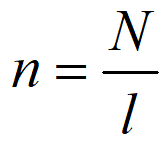 n = N / l